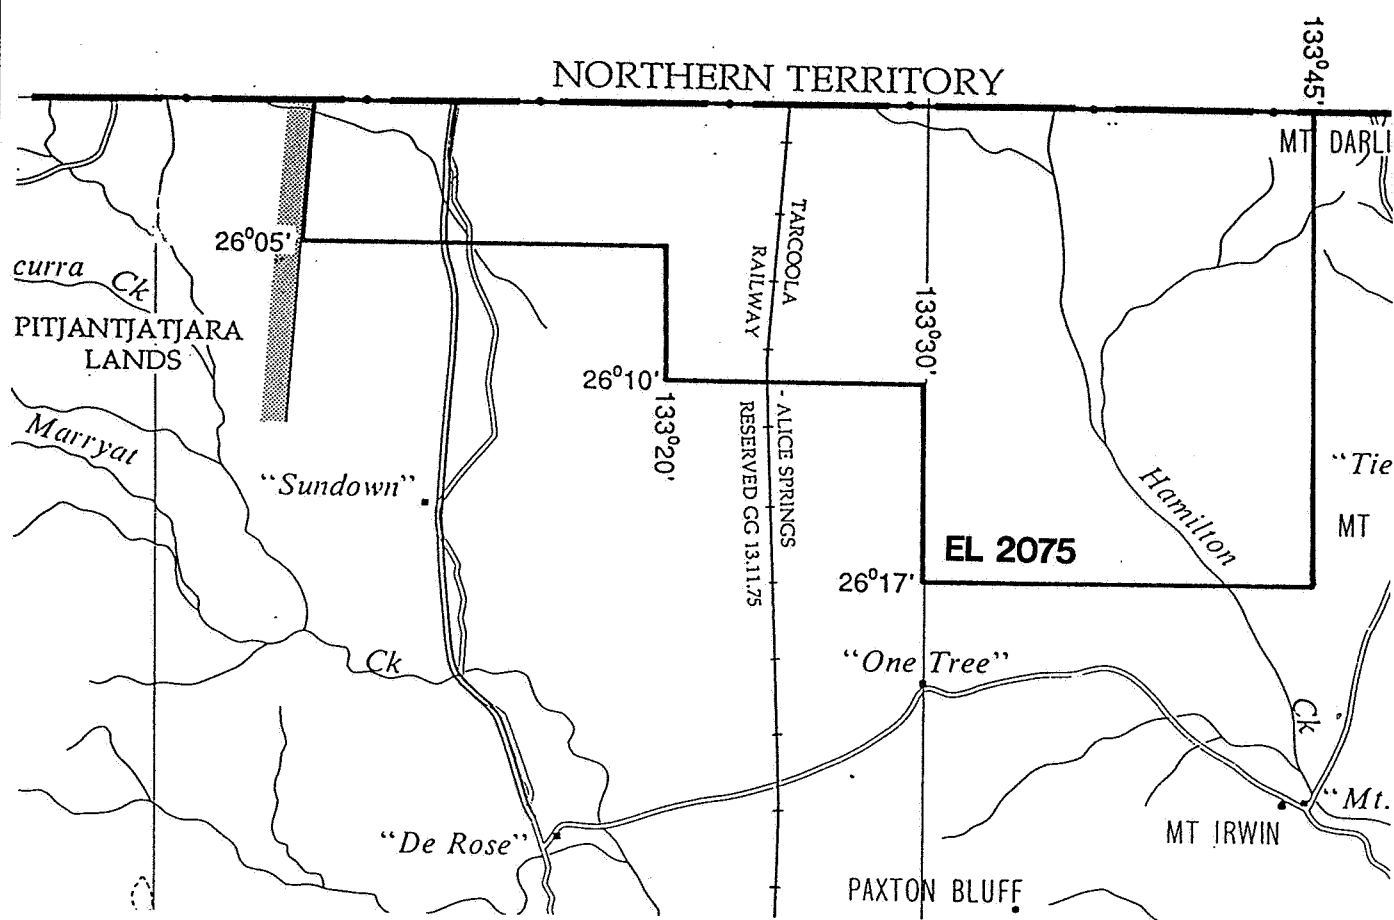 NORTHERN TERRITORY
133°45'
MT DARLI
TARCOOLA
RAILWAY
26°05'
curra
Ck
PITJANTJATJARA
LANDS
133°30'
26°10'
133°20'
- ALICE SPRINGS
RESERVED GG 13.11.75
Marryat
"Sundown"
"Tie
Hamilton
MT
EL 2075
26°17'
"One Tree"
Ck
Ck
"Mt.
MT IRWIN
"De Rose"
PAXTON BLUFF